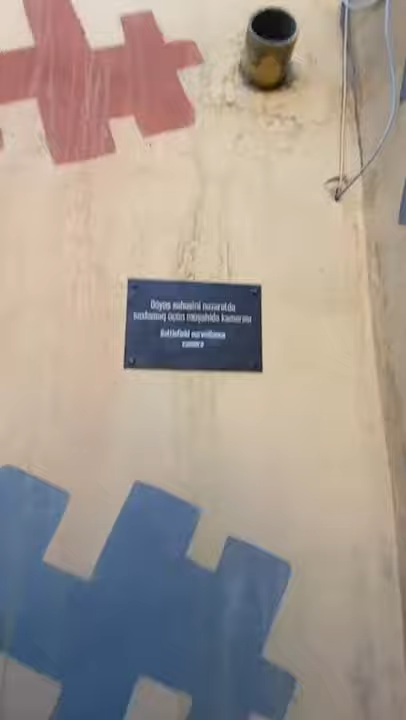 Döyüş sahəsini nəzarətdə
saxlamaq üçün müşahidə kamerası
Battlefield surveillance
camera